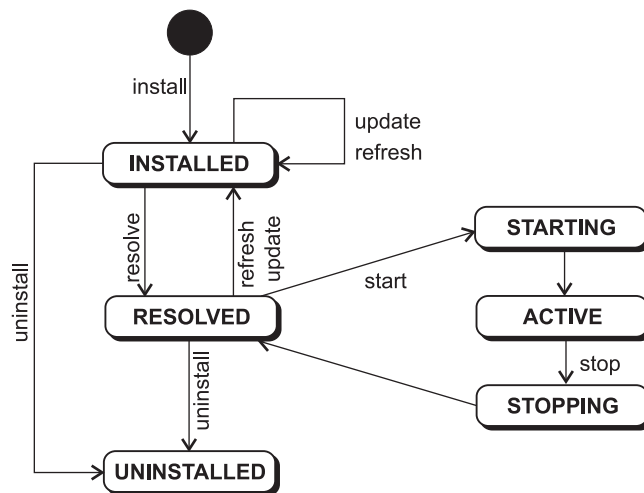 install
update
refresh
INSTALLED
resolve
refresh
update
uninstall
STARTING
start
RESOLVED
ACTIVE
stop
uninstall
STOPPING
UNINSTALLED